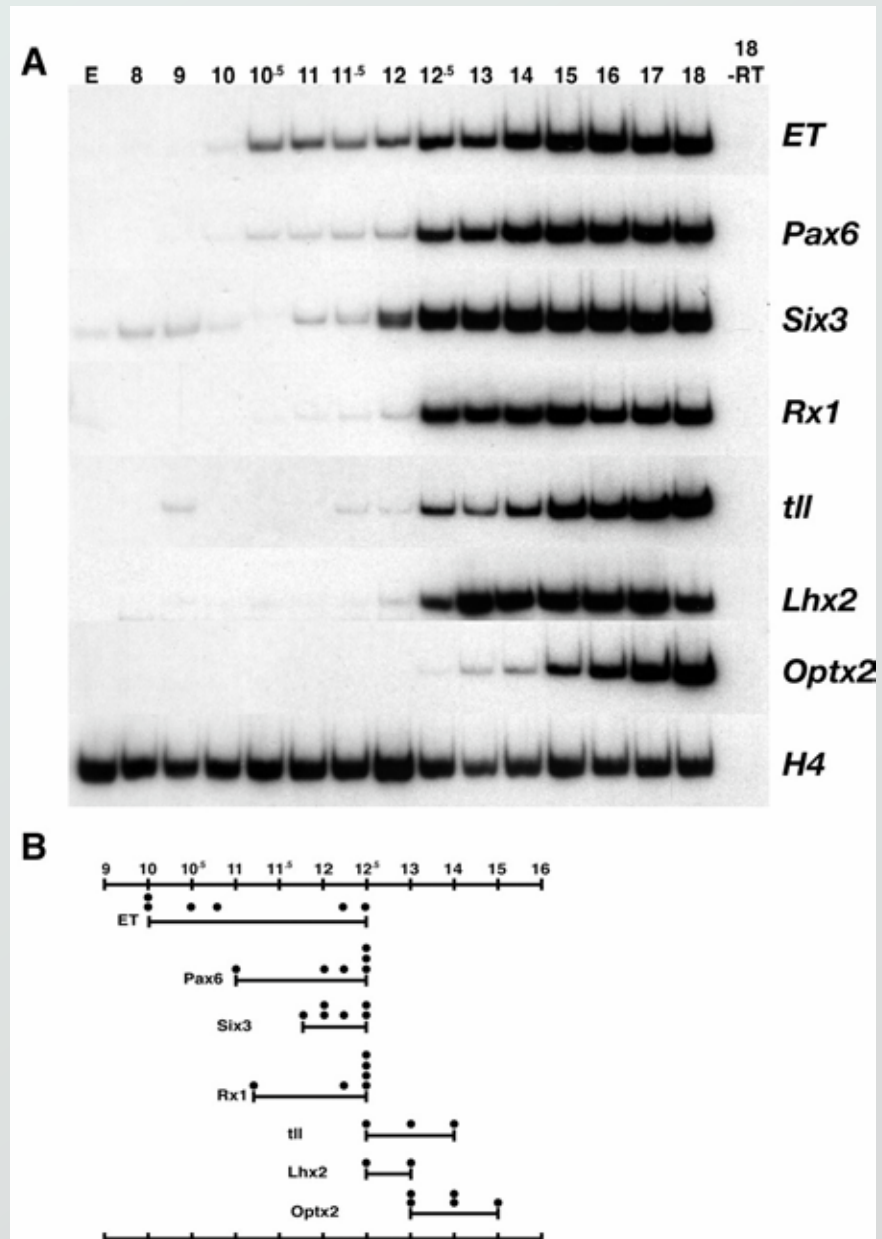 A
18
E 8 9 10 10.5 11 11.5 12 12.5 13 14 15 16 17 18 -RT
ET
Pax6
Six3
Rx1
tll
Lhx2
Optx2
H4
B
9 10 10.5 11 11.5 12 12.5 13 14 15 16
ET
Pax6
Six3
Rx1
tll
Lhx2
Optx2